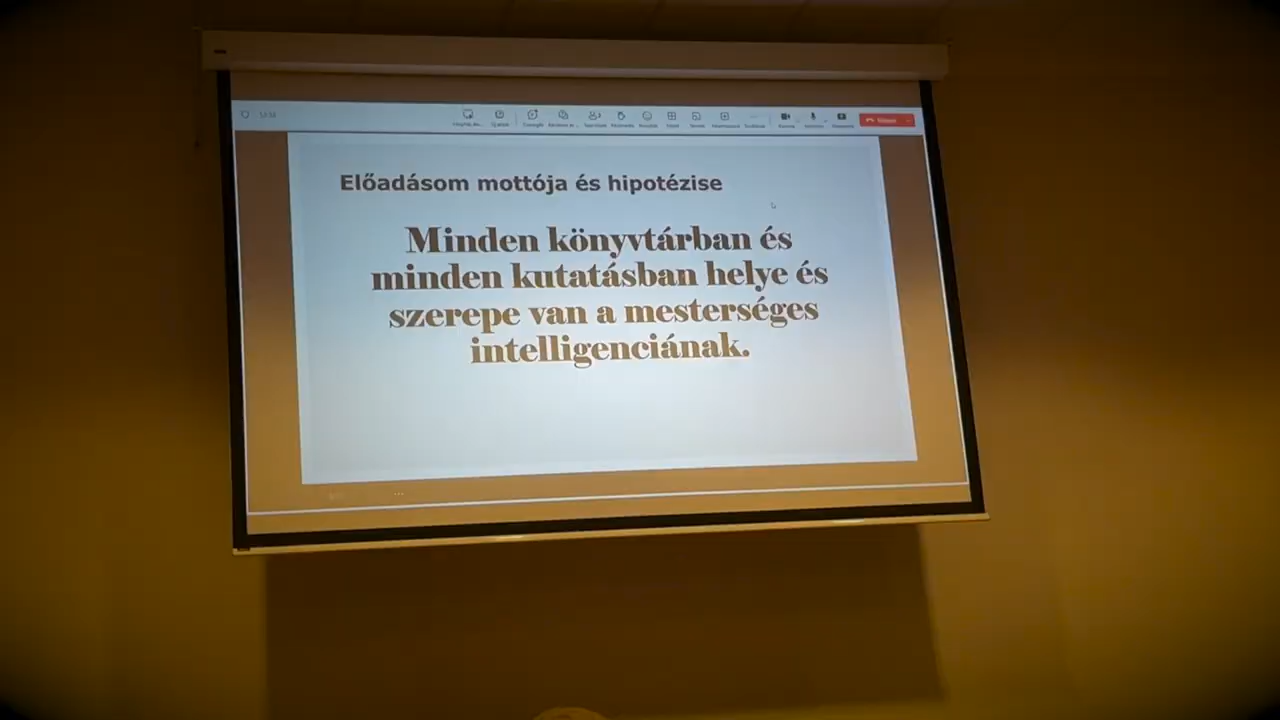 Előadásom mottója és hipotézise
Minden könyvtárban és
minden kutatásban helye és
szerepe van a mesterséges
intelligenciának.